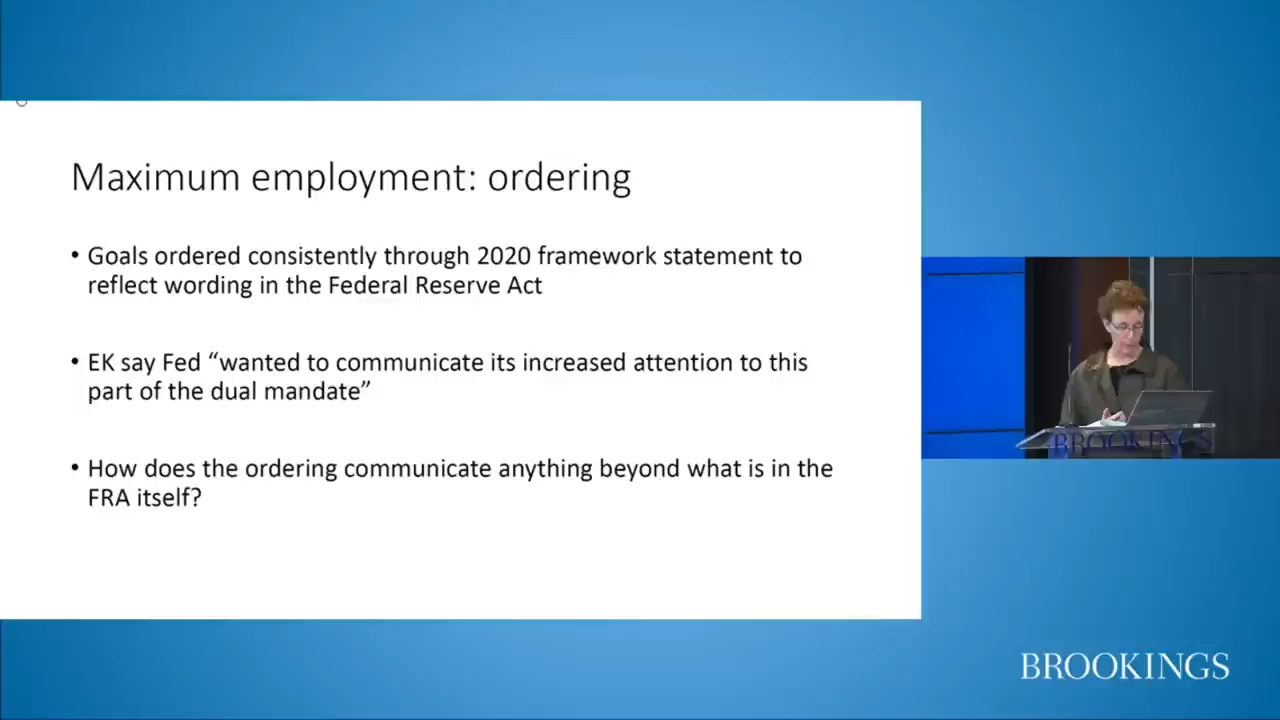 Maximum employment: ordering
• Goals ordered consistently through 2020 framework statement to
reflect wording in the Federal Reserve Act
• EK say Fed “wanted to communicate its increased attention to this
part of the dual mandate”
• How does the ordering communicate anything beyond what is in the
FRA itself?
BROOKINGS
BROOKINGS